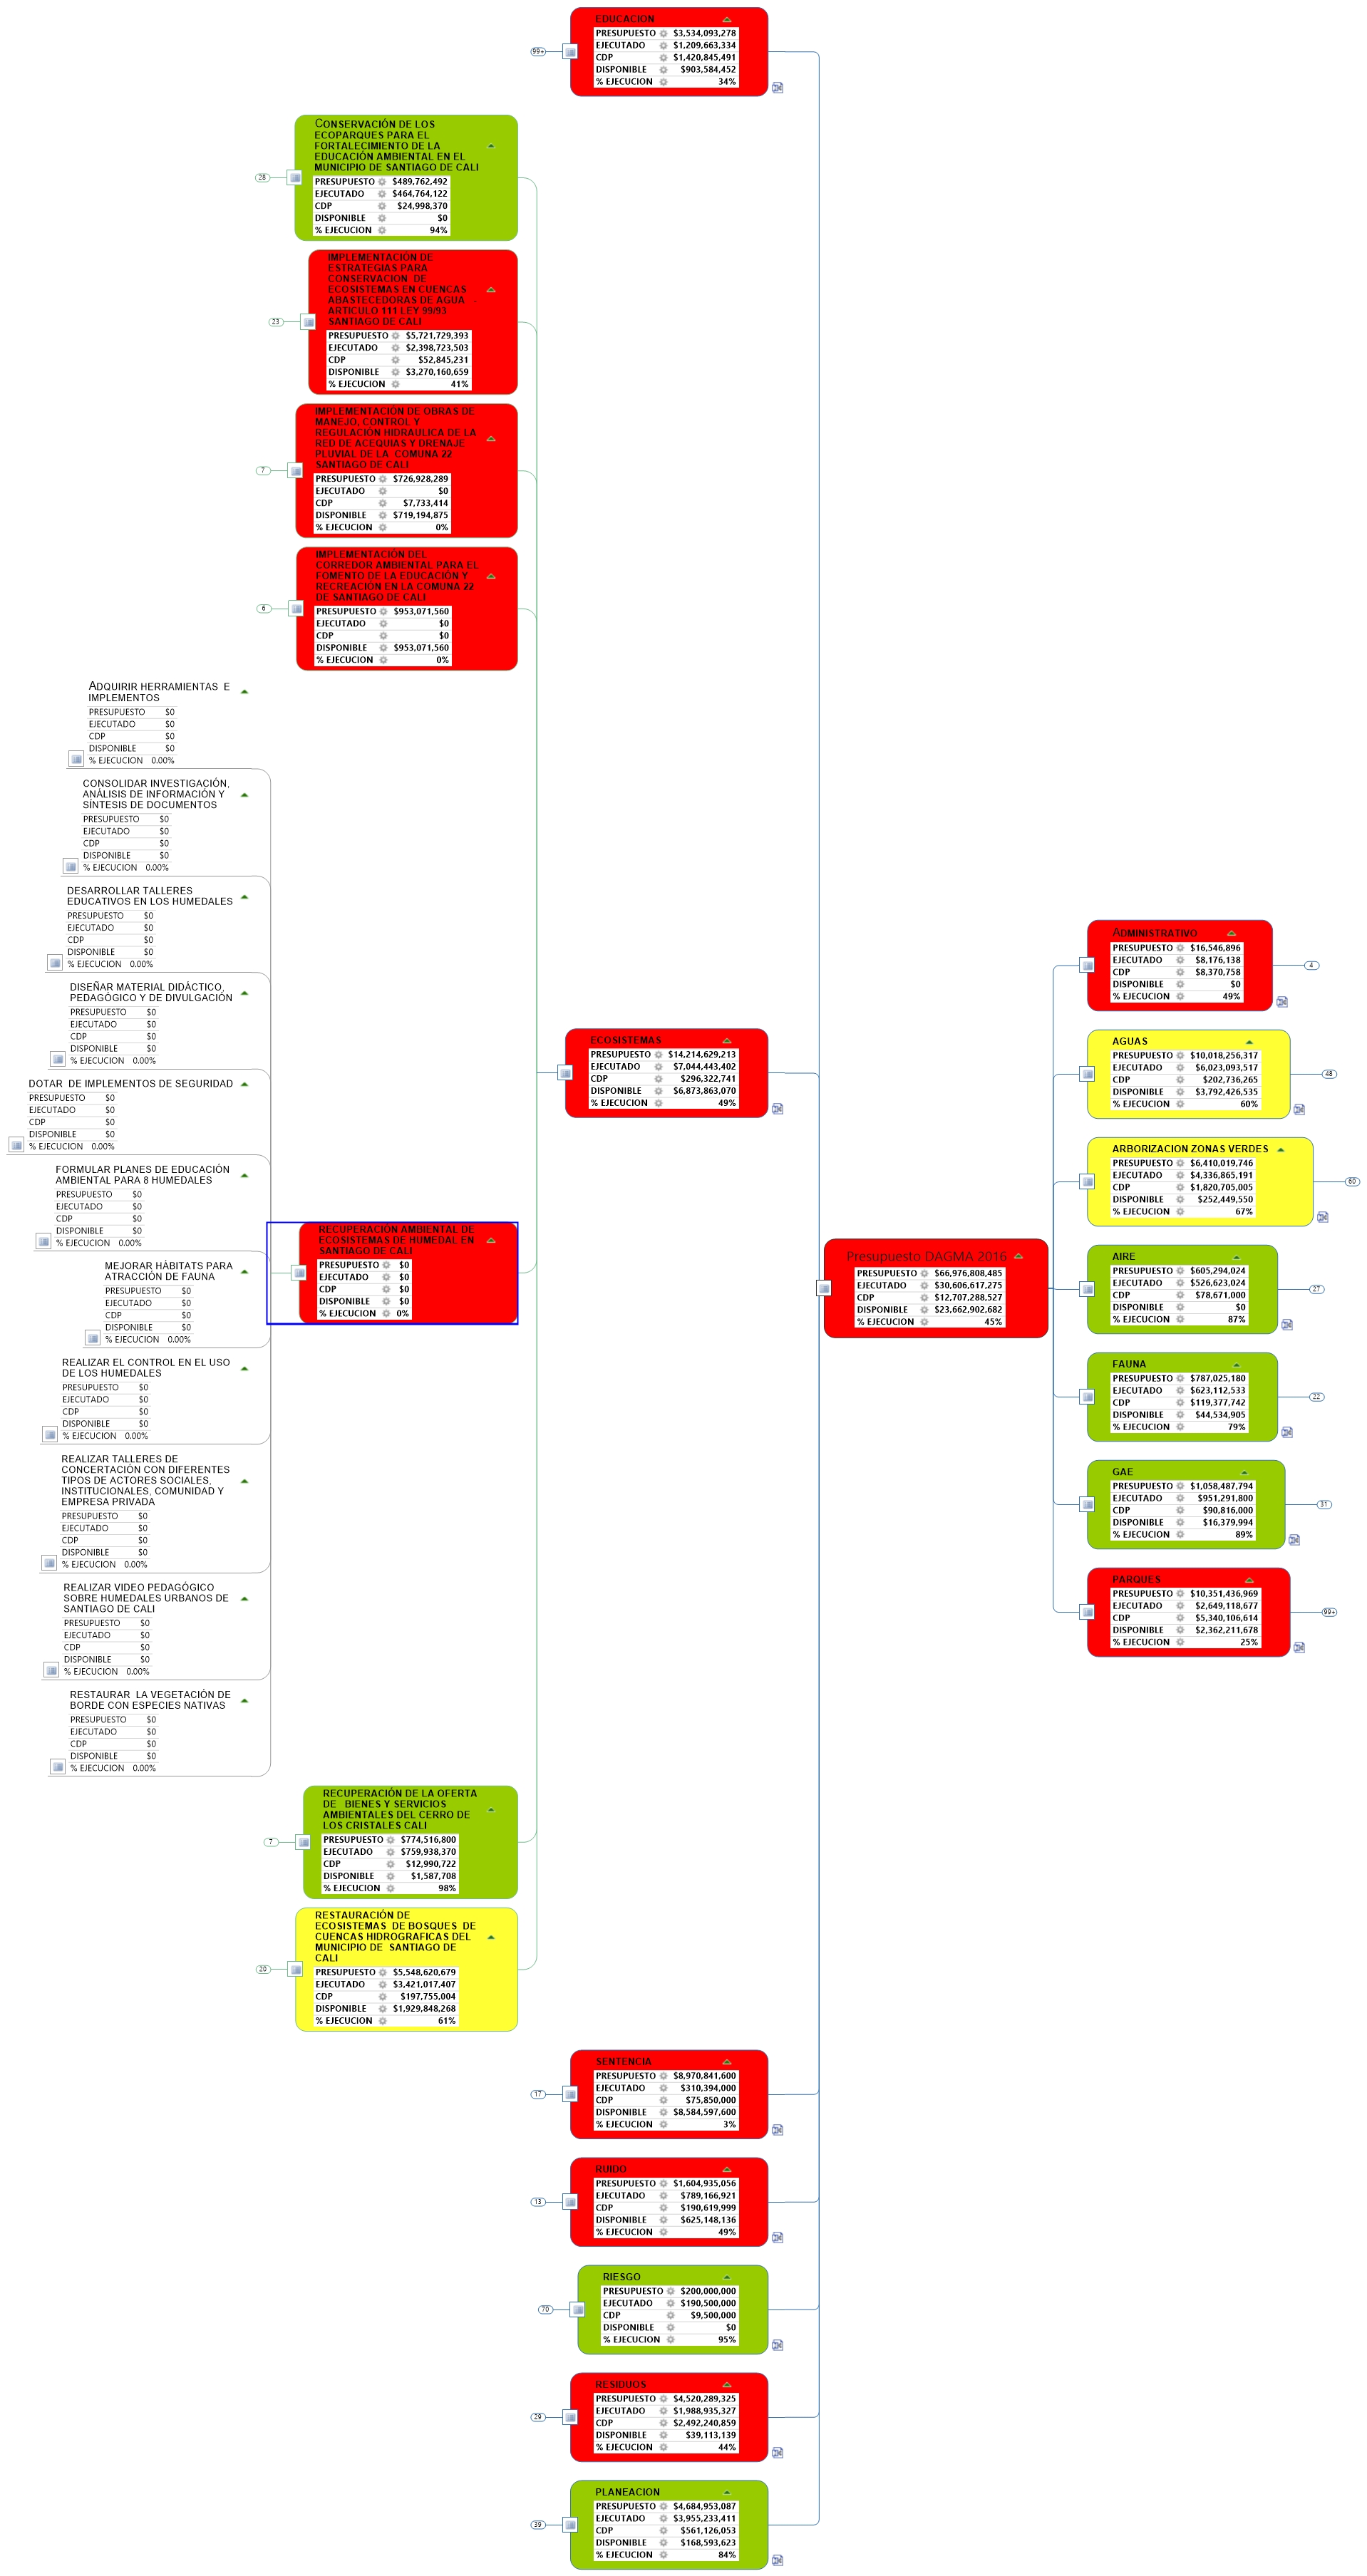 EDUCACION
PRESUPUESTO $3,534,093,278
EJECUTADO $1,209,663,334
CDP $1,420,845,491
DISPONIBLE $903,584,452
% EJECUCION 34%
99+
CONSERVACIÓN DE LOS
ECOPARQUES PARA EL
FORTALECIMIENTO DE LA
EDUCACIÓN AMBIENTAL EN EL
MUNICIPIO DE SANTIAGO DE CALI
PRESUPUESTO $489,762,492
EJECUTADO $464,764,122
CDP $24,998,370
DISPONIBLE $0
% EJECUCION 94%
28
IMPLEMENTACIÓN DE
ESTRATEGIAS PARA
CONSERVACION DE
ECOSISTEMAS EN CUENCAS
ABASTECEDORAS DE AGUA -
ARTICULO 111 LEY 99/93
SANTIAGO DE CALI
PRESUPUESTO $5,721,729,393
EJECUTADO $2,398,723,503
CDP $52,845,231
DISPONIBLE $3,270,160,659
% EJECUCION 41%
23
IMPLEMENTACIÓN DE OBRAS DE
MANEJO, CONTROL Y
REGULACIÓN HIDRAULICA DE LA
RED DE ACEQUIAS Y DRENAJE
PLUVIAL DE LA COMUNA 22
SANTIAGO DE CALI
PRESUPUESTO $726,928,289
EJECUTADO $0
CDP $7,733,414
DISPONIBLE $719,194,875
% EJECUCION 0%
7
IMPLEMENTACIÓN DEL
CORREDOR AMBIENTAL PARA EL
FOMENTO DE LA EDUCACIÓN Y
RECREACIÓN EN LA COMUNA 22
DE SANTIAGO DE CALI
PRESUPUESTO $953,071,560
EJECUTADO $0
CDP $0
DISPONIBLE $953,071,560
% EJECUCION 0%
6
ADQUIRIR HERRAMIENTAS E
IMPLEMENTOS
PRESUPUESTO $0
EJECUTADO $0
CDP $0
DISPONIBLE $0
% EJECUCION 0.00%
CONSOLIDAR INVESTIGACIÓN,
ANÁLISIS DE INFORMACIÓN Y
SÍNTESIS DE DOCUMENTOS
PRESUPUESTO $0
EJECUTADO $0
CDP $0
DISPONIBLE $0
% EJECUCION 0.00%
DESARROLLAR TALLERES
EDUCATIVOS EN LOS HUMEDALES
PRESUPUESTO $0
EJECUTADO $0
CDP $0
DISPONIBLE $0
% EJECUCION 0.00%
DISEÑAR MATERIAL DIDÁCTICO,
PEDAGÓGICO Y DE DIVULGACIÓN
PRESUPUESTO $0
EJECUTADO $0
CDP $0
DISPONIBLE $0
% EJECUCION 0.00%
DOTAR DE IMPLEMENTOS DE SEGURIDAD
PRESUPUESTO $0
EJECUTADO $0
CDP $0
DISPONIBLE $0
% EJECUCION 0.00%
FORMULAR PLANES DE EDUCACIÓN
AMBIENTAL PARA 8 HUMEDALES
PRESUPUESTO $0
EJECUTADO $0
CDP $0
DISPONIBLE $0
% EJECUCION 0.00%
MEJORAR HÁBITATS PARA
ATRACCIÓN DE FAUNA
PRESUPUESTO $0
EJECUTADO $0
CDP $0
DISPONIBLE $0
% EJECUCION 0.00%
REALIZAR EL CONTROL EN EL USO
DE LOS HUMEDALES
PRESUPUESTO $0
EJECUTADO $0
CDP $0
DISPONIBLE $0
% EJECUCION 0.00%
REALIZAR TALLERES DE
CONCERTACIÓN CON DIFERENTES
TIPOS DE ACTORES SOCIALES,
INSTITUCIONALES, COMUNIDAD Y
EMPRESA PRIVADA
PRESUPUESTO $0
EJECUTADO $0
CDP $0
DISPONIBLE $0
% EJECUCION 0.00%
REALIZAR VIDEO PEDAGÓGICO
SOBRE HUMEDALES URBANOS DE
SANTIAGO DE CALI
PRESUPUESTO $0
EJECUTADO $0
CDP $0
DISPONIBLE $0
% EJECUCION 0.00%
RESTAURAR LA VEGETACIÓN DE
BORDE CON ESPECIES NATIVAS
PRESUPUESTO $0
EJECUTADO $0
CDP $0
DISPONIBLE $0
% EJECUCION 0.00%
RECUPERACIÓN AMBIENTAL DE
ECOSISTEMAS DE HUMEDAL EN
SANTIAGO DE CALI
PRESUPUESTO $0
EJECUTADO $0
CDP $0
DISPONIBLE $0
% EJECUCION 0%
RECUPERACIÓN DE LA OFERTA
DE BIENES Y SERVICIOS
AMBIENTALES DEL CERRO DE
LOS CRISTALES CALI
PRESUPUESTO $774,516,800
EJECUTADO $759,938,370
CDP $12,990,722
DISPONIBLE $1,587,708
% EJECUCION 98%
7
RESTAURACIÓN DE
ECOSISTEMAS DE BOSQUES DE
CUENCAS HIDROGRAFICAS DEL
MUNICIPIO DE SANTIAGO DE
CALI
PRESUPUESTO $5,548,620,679
EJECUTADO $3,421,017,407
CDP $197,755,004
DISPONIBLE $1,929,848,268
% EJECUCION 61%
20
ECOSISTEMAS
PRESUPUESTO $14,214,629,213
EJECUTADO $7,044,443,402
CDP $296,322,741
DISPONIBLE $6,873,863,070
% EJECUCION 49%
SENTENCIA
PRESUPUESTO $8,970,841,600
EJECUTADO $310,394,000
CDP $75,850,000
DISPONIBLE $8,584,597,600
% EJECUCION 3%
17
RUIDO
PRESUPUESTO $1,604,935,056
EJECUTADO $789,166,921
CDP $190,619,999
DISPONIBLE $625,148,136
% EJECUCION 49%
13
RIESGO
PRESUPUESTO $200,000,000
EJECUTADO $190,500,000
CDP $9,500,000
DISPONIBLE $0
% EJECUCION 95%
70
RESIDUOS
PRESUPUESTO $4,520,289,325
EJECUTADO $1,988,935,327
CDP $2,492,240,859
DISPONIBLE $39,113,139
% EJECUCION 44%
29
PLANEACION
PRESUPUESTO $4,684,953,087
EJECUTADO $3,955,233,411
CDP $561,126,053
DISPONIBLE $168,593,623
% EJECUCION 84%
39
Presupuesto DAGMA 2016
PRESUPUESTO $66,976,808,485
EJECUTADO $30,606,617,275
CDP $12,707,288,527
DISPONIBLE $23,662,902,682
% EJECUCION 45%
ADMINISTRATIVO
PRESUPUESTO $16,546,896
EJECUTADO $8,176,138
CDP $8,370,758
DISPONIBLE $0
% EJECUCION 49%
4
AGUAS
PRESUPUESTO $10,018,256,317
EJECUTADO $6,023,093,517
CDP $202,736,265
DISPONIBLE $3,792,426,535
% EJECUCION 60%
48
ARBORIZACION ZONAS VERDES
PRESUPUESTO $6,410,019,746
EJECUTADO $4,336,865,191
CDP $1,820,705,005
DISPONIBLE $252,449,550
% EJECUCION 67%
60
AIRE
PRESUPUESTO $605,294,024
EJECUTADO $526,623,024
CDP $78,671,000
DISPONIBLE $0
% EJECUCION 87%
27
FAUNA
PRESUPUESTO $787,025,180
EJECUTADO $623,112,533
CDP $119,377,742
DISPONIBLE $44,534,905
% EJECUCION 79%
22
GAE
PRESUPUESTO $1,058,487,794
EJECUTADO $951,291,800
CDP $90,816,000
DISPONIBLE $16,379,994
% EJECUCION 89%
31
PARQUES
PRESUPUESTO $10,351,436,969
EJECUTADO $2,649,118,677
CDP $5,340,106,614
DISPONIBLE $2,362,211,678
% EJECUCION 25%
99+